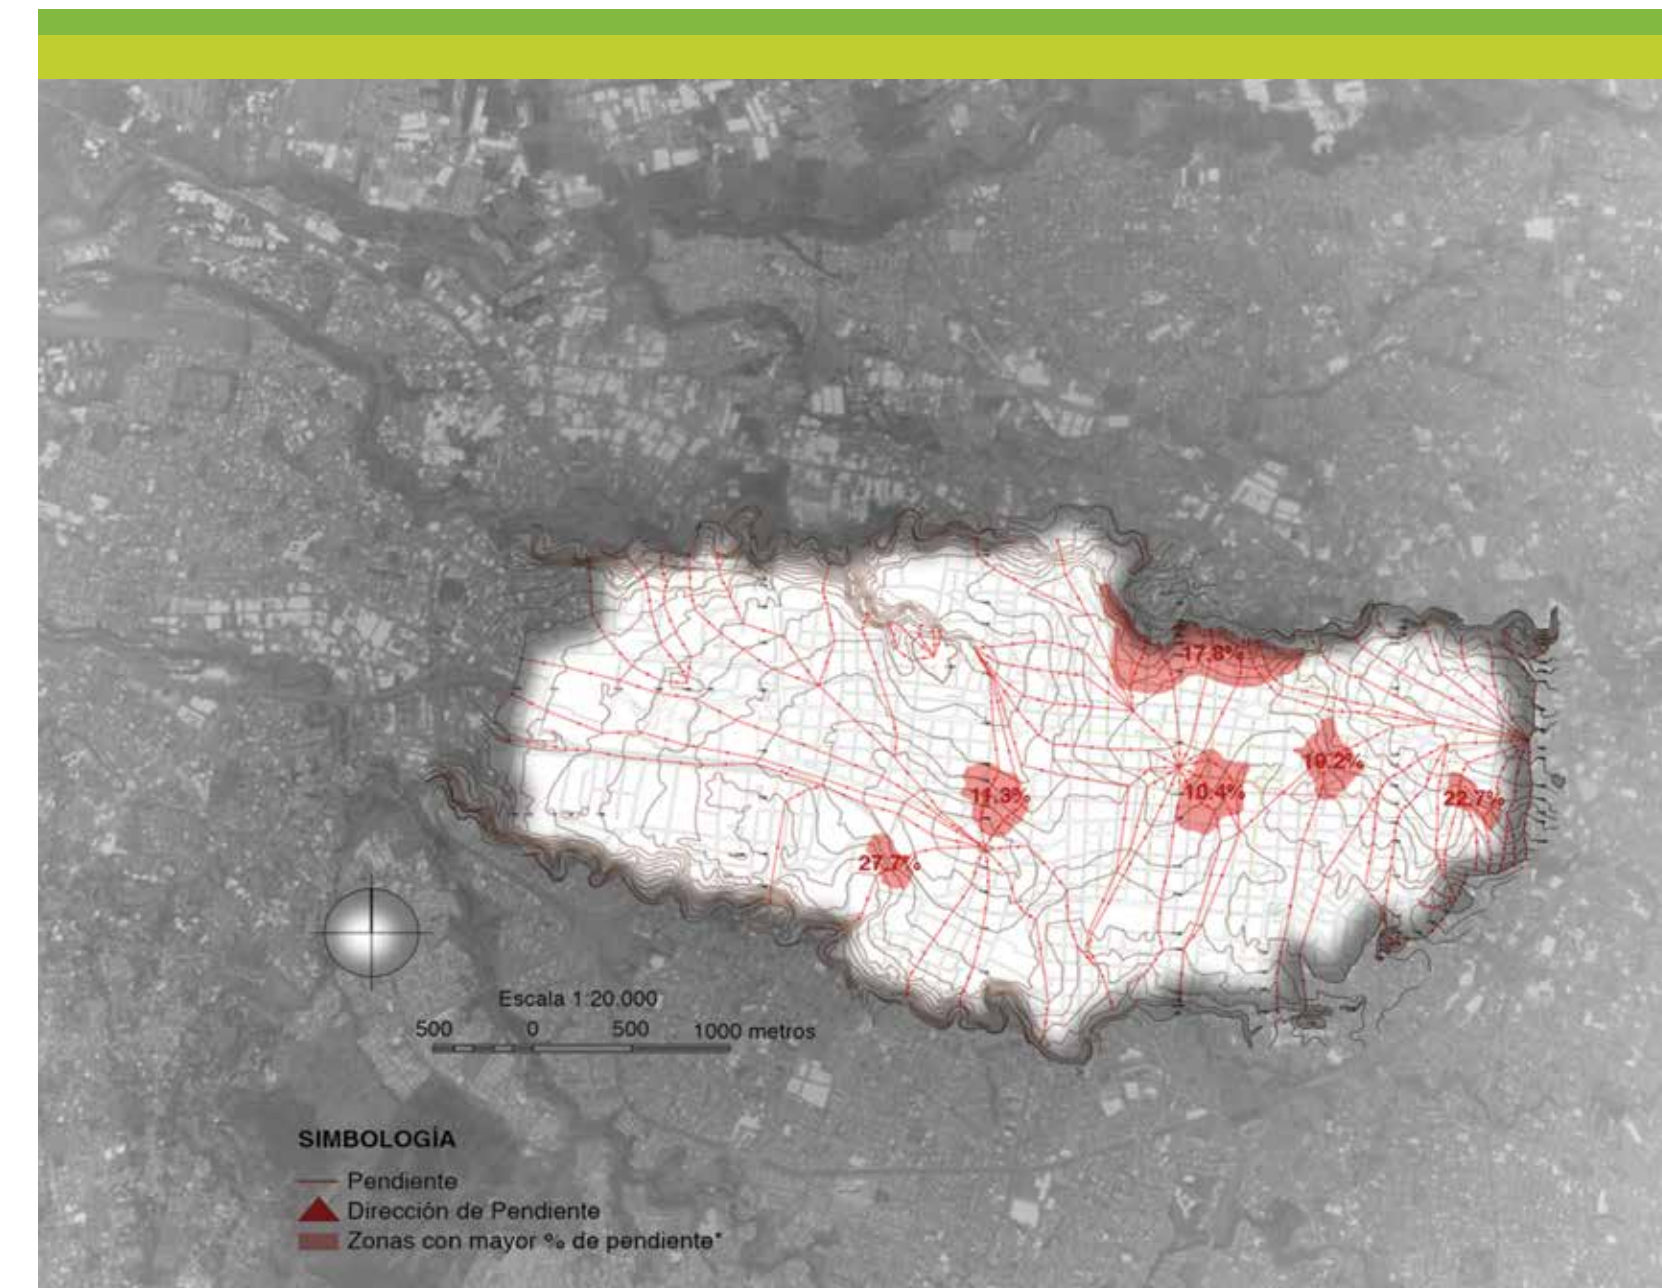 17.8%
19.2%
11.3%
10.4%
22.7%
27.7%
Escala 1:20.000
500 0 500 1000 metros
SIMBOLOGÍA
Pendiente
Dirección de Pendiente
Zonas con mayor % de pendiente*